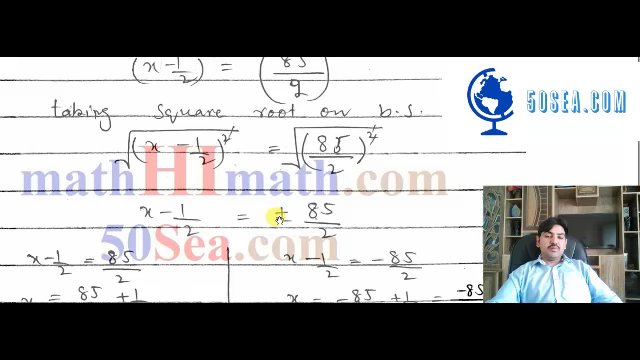 (x - 1/2) = (85/2)
taking square root on b.s.
√(x - 1/2)² = √(85/2)²
x - 1/2 = ± 85/2
x - 1/2 = 85/2
x - 1/2 = -85/2
x = 85 + 1
x = -85 + 1 = -85
50SEA.COM
mathHImath.com
50Sea.com